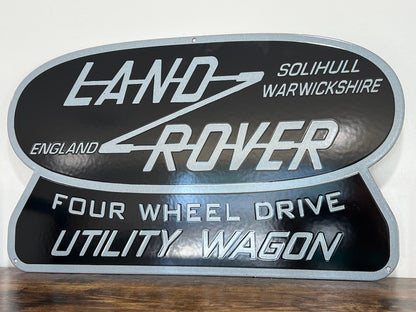 LAND
SOLIHULL
WARWICKSHIRE
ENGLAND
ROVER
FOUR WHEEL DRIVE
UTILITY WAGON